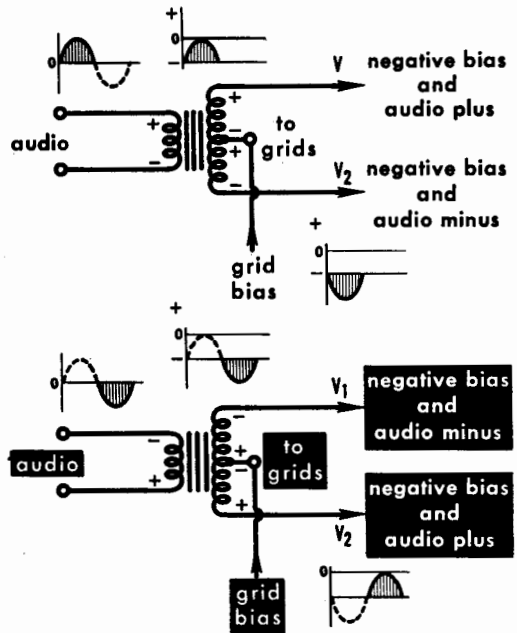 +
0
−
0
V
negative bias
and
audio plus
audio
+
−
+
−
+
−
to
grids
V2
negative bias
and
audio minus
grid
bias
+
0
−
+
0
−
0
V1
negative bias
and
audio minus
audio
−
+
−
+
−
+
to
grids
V2
negative bias
and
audio plus
grid
bias
0